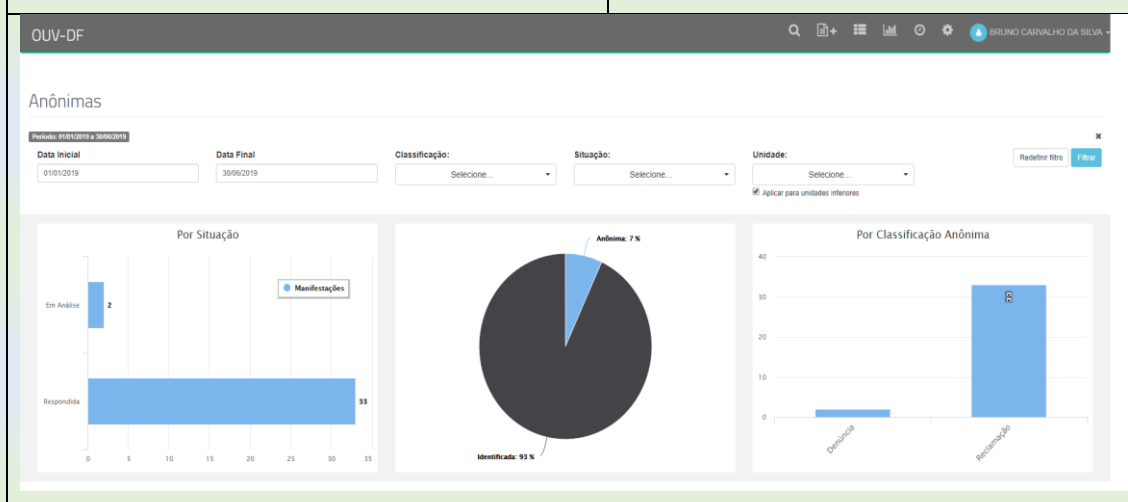 OUV-DF
BRUNO CARVALHO DA SILVA
Anônimas
Período: 01/01/2019 a 30/06/2019
Data Inicial Data Final Classificação: Situação: Unidade:
01/01/2019 30/06/2019 Selecione... Selecione... Selecione... Redefinir filtro Filtrar
Aplicar para unidades inferiores
Por Situação
Manifestações
Em Análise 2
Respondida 33
0 5 10 15 20 25 30 35
Anônima: 7 %
Identificada: 93 %
Por Classificação Anônima
40
30
20
10
0
Denúncia
Reclamação